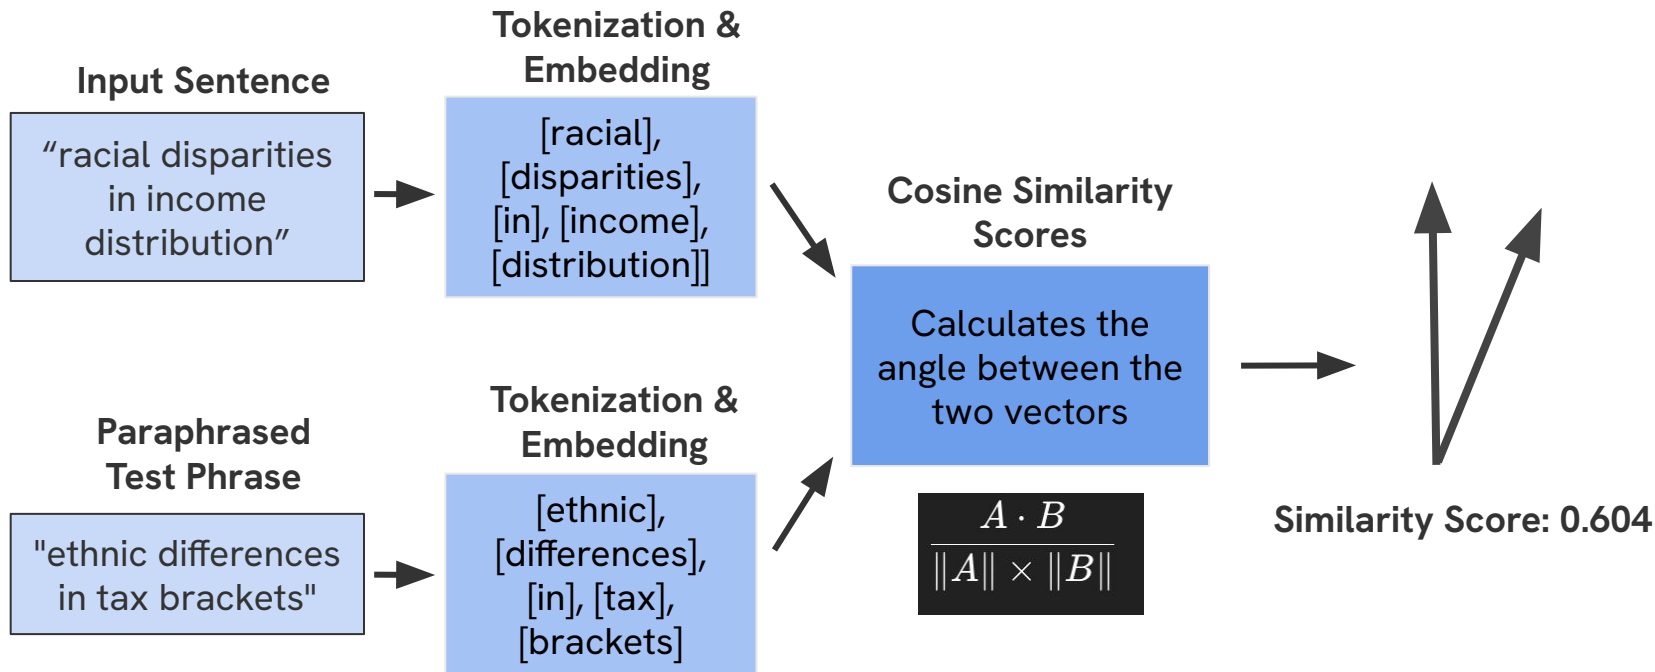 Input Sentence
“racial disparities
in income
distribution”
Tokenization &
Embedding
[racial],
[disparities],
[in], [income],
[distribution]]
Paraphrased
Test Phrase
"ethnic differences
in tax brackets"
Tokenization &
Embedding
[ethnic],
[differences],
[in], [tax],
[brackets]
Cosine Similarity
Scores
Calculates the
angle between the
two vectors
A · B
‖A‖ × ‖B‖
Similarity Score: 0.604